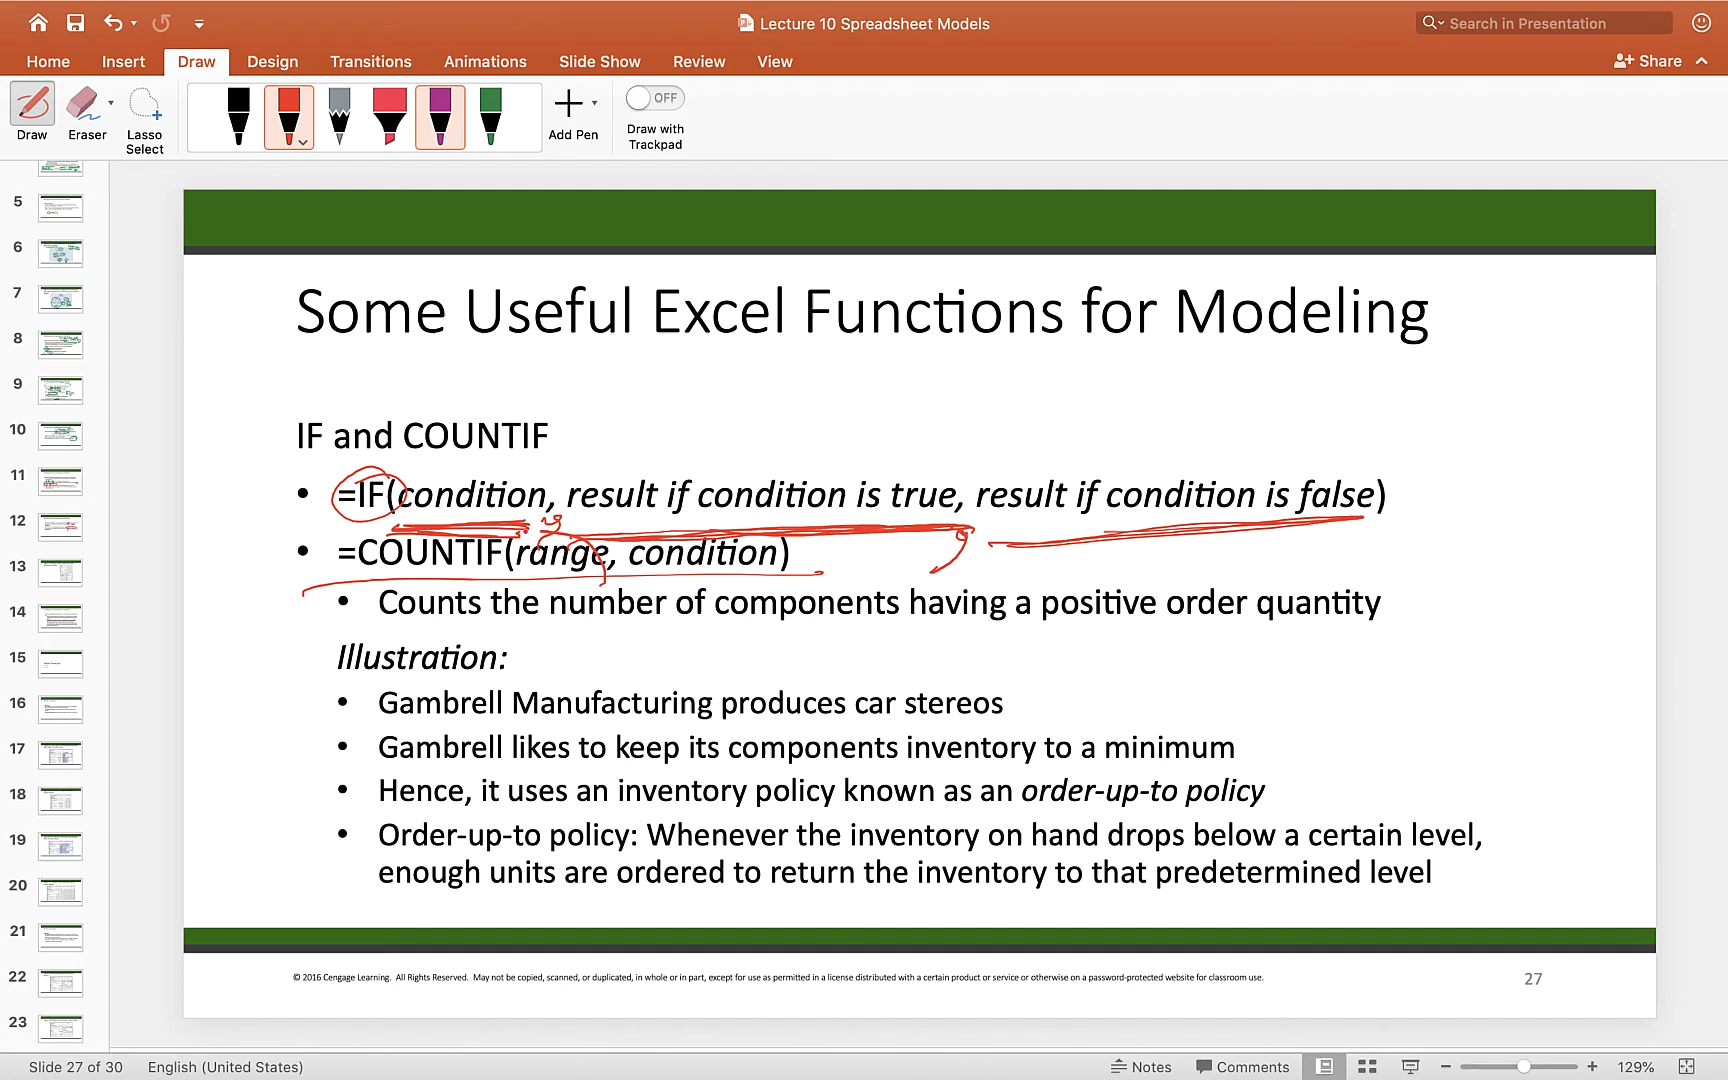 Lecture 10 Spreadsheet Models
Search in Presentation
Home Insert Draw Design Transitions Animations Slide Show Review View
Share
Draw
Eraser
Lasso Select
Add Pen
OFF
Draw with Trackpad
5
6
7
8
9
10
11
12
13
14
15
16
17
18
19
20
21
22
23
Some Useful Excel Functions for Modeling
IF and COUNTIF
• =IF(condition, result if condition is true, result if condition is false)
• =COUNTIF(range, condition)
• Counts the number of components having a positive order quantity
Illustration:
• Gambrell Manufacturing produces car stereos
• Gambrell likes to keep its components inventory to a minimum
• Hence, it uses an inventory policy known as an order-up-to policy
• Order-up-to policy: Whenever the inventory on hand drops below a certain level,
enough units are ordered to return the inventory to that predetermined level
© 2016 Cengage Learning. All Rights Reserved. May not be copied, scanned, or duplicated, in whole or in part, except for use as permitted in a license distributed with a certain product or service or otherwise on a password-protected website for classroom use.
27
Slide 27 of 30 English (United States)
Notes Comments 129%